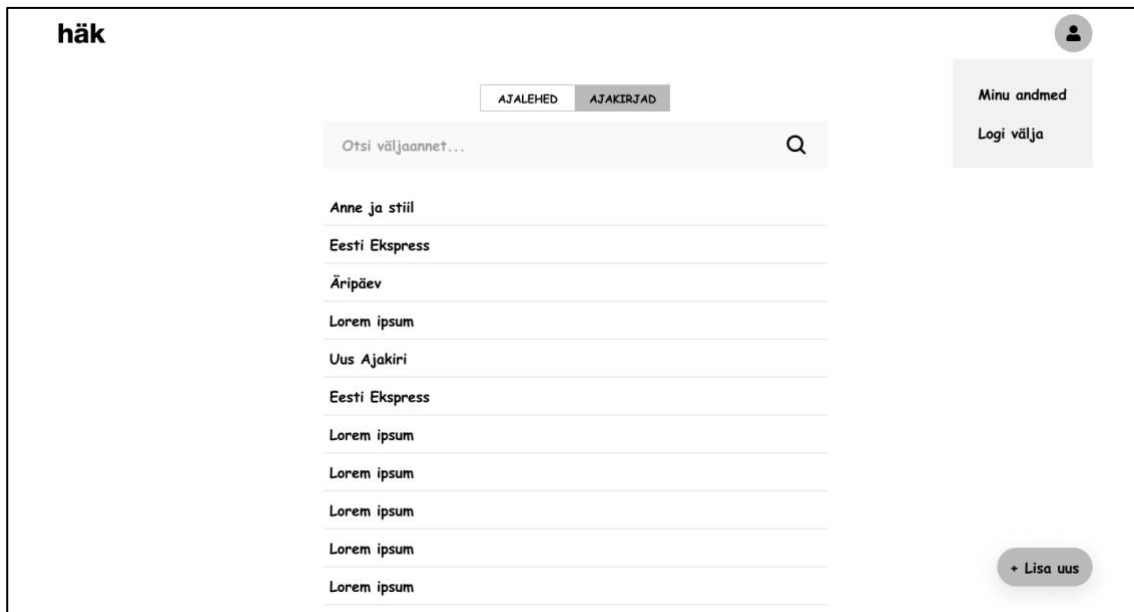 häk
AJALEHED AJAKIRJAD
Otsi väljaannet...
Minu andmed
Logi välja
Anne ja stiil
Eesti Ekspress
Äripäev
Lorem ipsum
Uus Ajakiri
Eesti Ekspress
Lorem ipsum
Lorem ipsum
Lorem ipsum
Lorem ipsum
Lorem ipsum
+ Lisa uus